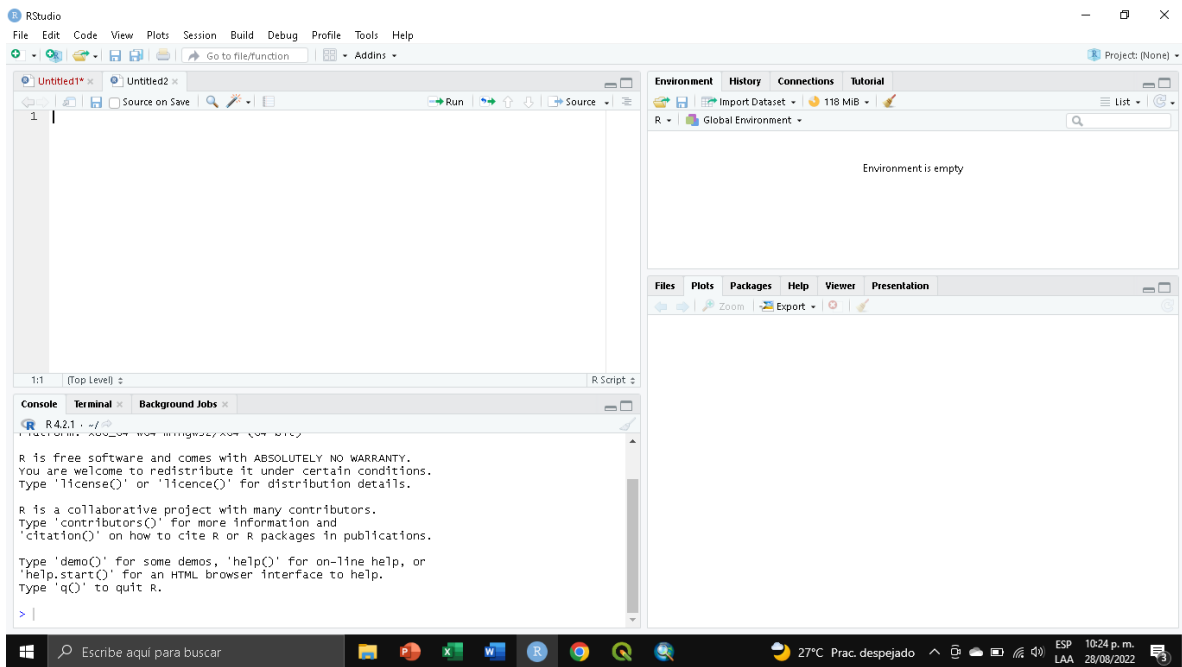 RStudio
File Edit Code View Plots Session Build Debug Profile Tools Help
Go to file/function Addins Project: (None)
Untitled1* Untitled2
Source on Save Run Source
1
1:1 (Top Level) R Script
Console Terminal Background Jobs
R 4.2.1 · ~/
R is free software and comes with ABSOLUTELY NO WARRANTY.
You are welcome to redistribute it under certain conditions.
Type 'license()' or 'licence()' for distribution details.
R is a collaborative project with many contributors.
Type 'contributors()' for more information and
'citation()' on how to cite R or R packages in publications.
Type 'demo()' for some demos, 'help()' for on-line help, or
'help.start()' for an HTML browser interface to help.
Type 'q()' to quit R.
>
Environment History Connections Tutorial
Import Dataset 118 MiB List
R Global Environment
Environment is empty
Files Plots Packages Help Viewer Presentation
Zoom Export
Escribe aquí para buscar
27°C Prac. despejado
ESP 10:24 p. m.
LAA 28/08/2022
3